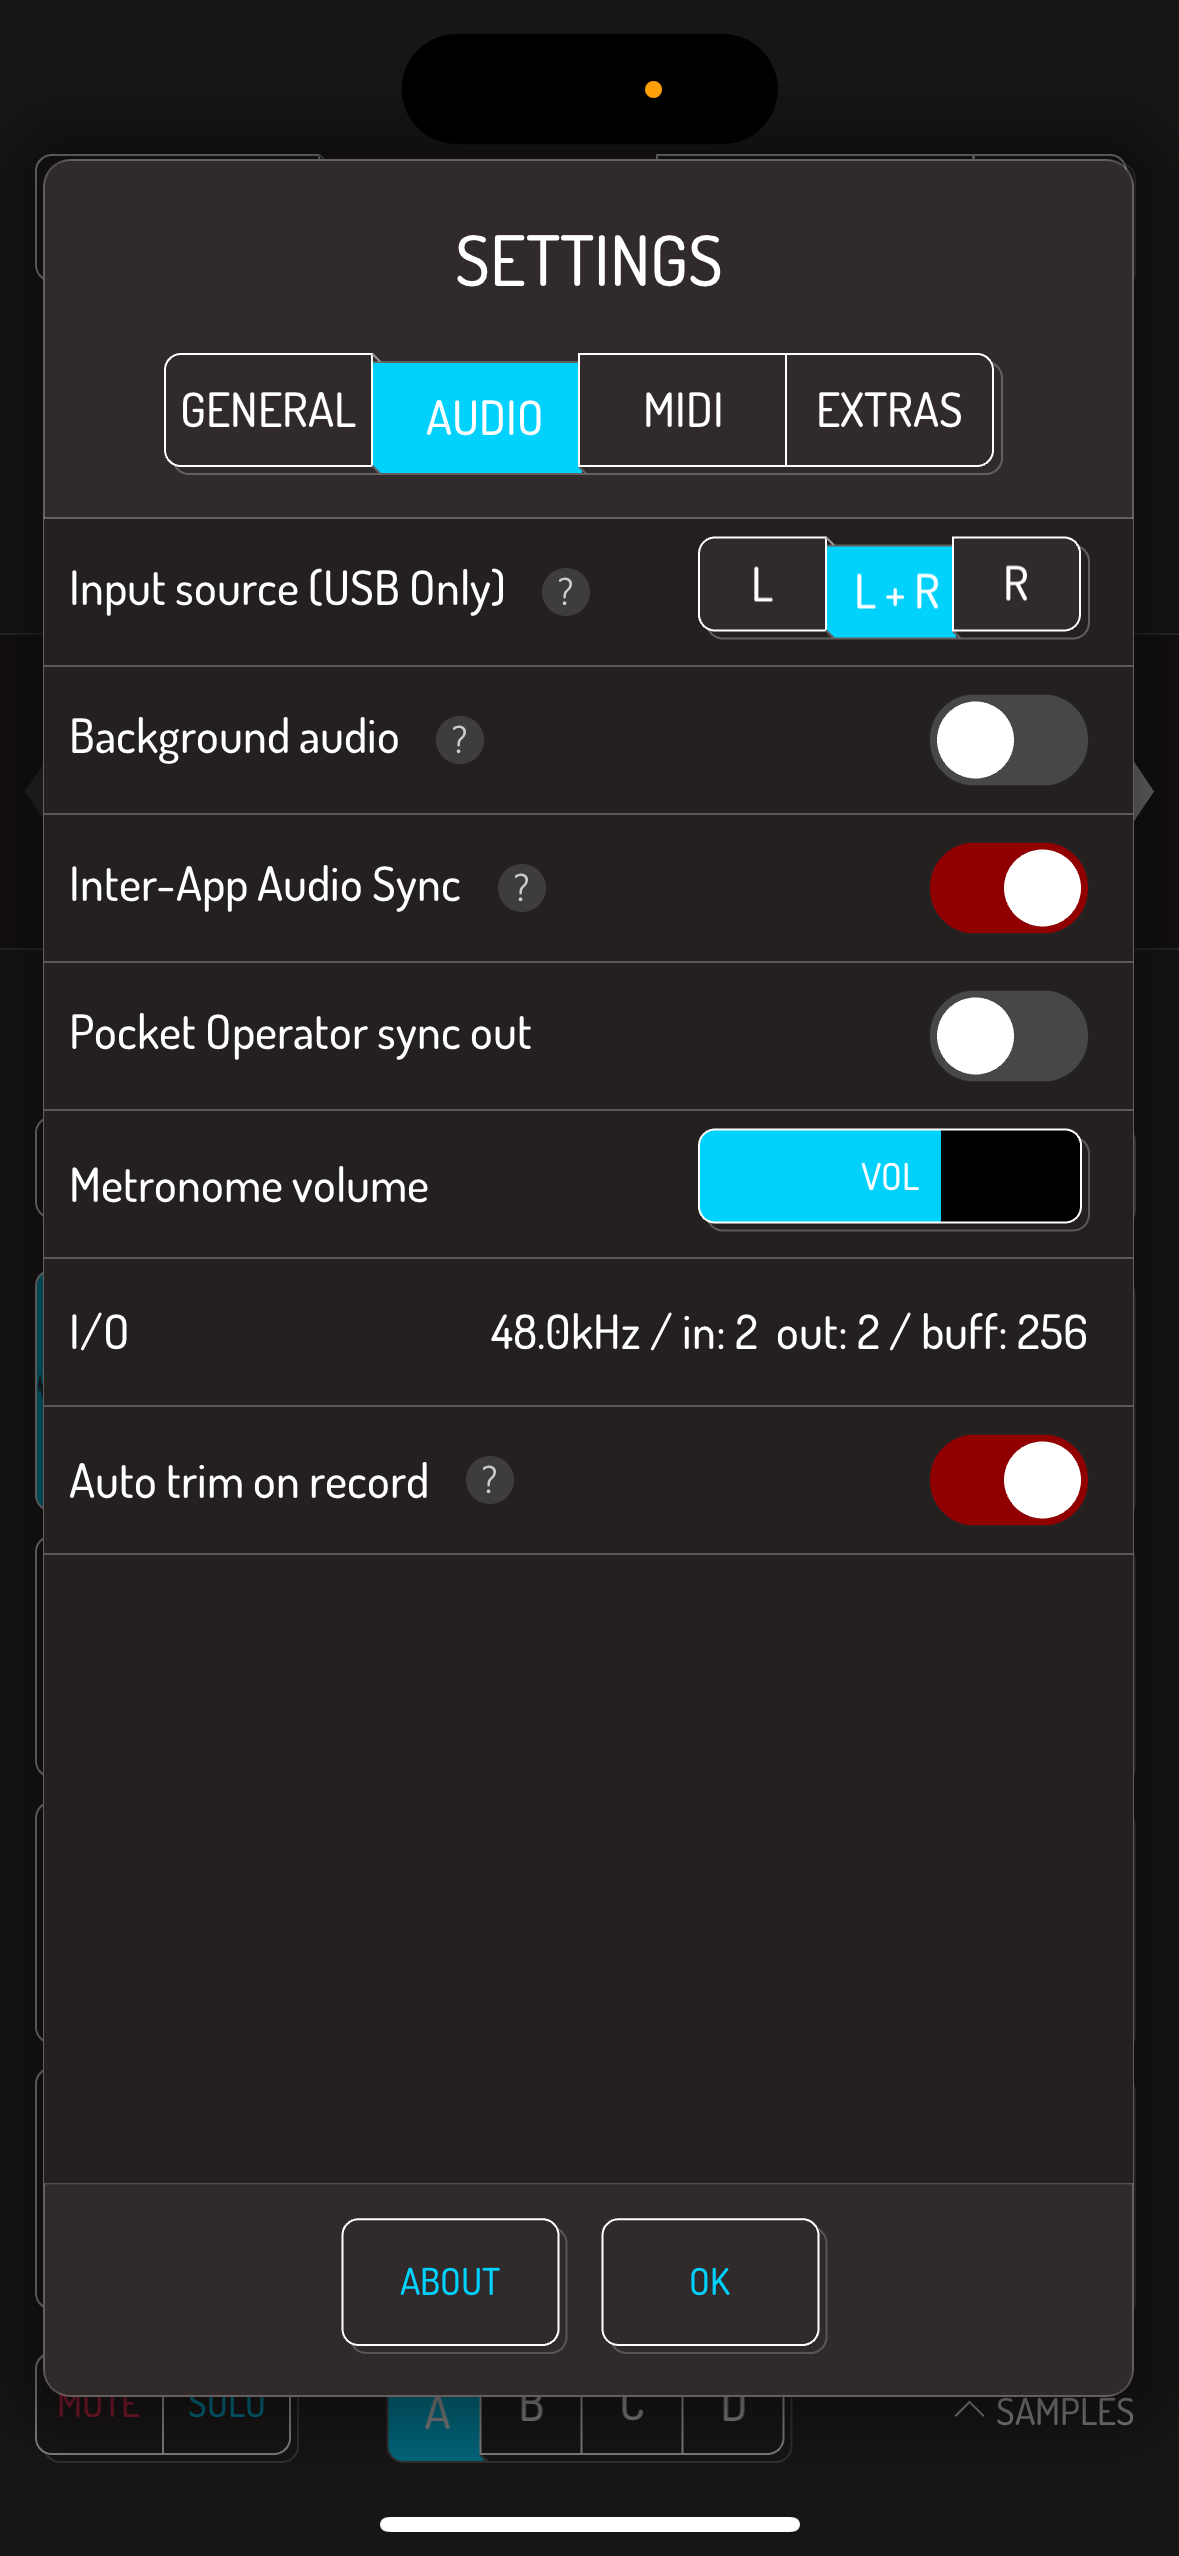 SETTINGS
GENERAL AUDIO MIDI EXTRAS
Input source (USB Only) ? L L + R R
Background audio ?
Inter-App Audio Sync ?
Pocket Operator sync out
Metronome volume VOL
I/O 48.0kHz / in: 2 out: 2 / buff: 256
Auto trim on record ?
ABOUT OK
MUTE SOLO A B C D SAMPLES